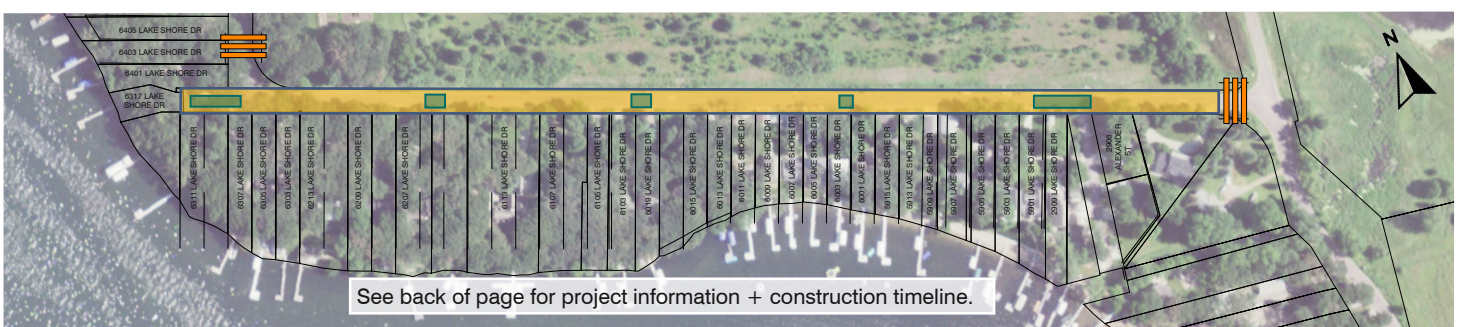 6405 LAKE SHORE DR
6403 LAKE SHORE DR
6401 LAKE SHORE DR
6317 LAKE
SHORE DR
6311 LAKE SHORE DR
6307 LAKE SHORE DR
6305 LAKE SHORE DR
6303 LAKE SHORE DR
6213 LAKE SHORE DR
6209 LAKE SHORE DR
6207 LAKE SHORE DR
6113 LAKE SHORE DR
6107 LAKE SHORE DR
6105 LAKE SHORE DR
6103 LAKE SHORE DR
6019 LAKE SHORE DR
6015 LAKE SHORE DR
6013 LAKE SHORE DR
6011 LAKE SHORE DR
6009 LAKE SHORE DR
6007 LAKE SHORE DR
6005 LAKE SHORE DR
6003 LAKE SHORE DR
6001 LAKE SHORE DR
5915 LAKE SHORE DR
5913 LAKE SHORE DR
5909 LAKE SHORE DR
5907 LAKE SHORE DR
5905 LAKE SHORE DR
5903 LAKE SHORE DR
5901 LAKE SHORE DR
2909 LAKE SHORE DR
2908
ALEXANDER
ST
N
See back of page for project information + construction timeline.